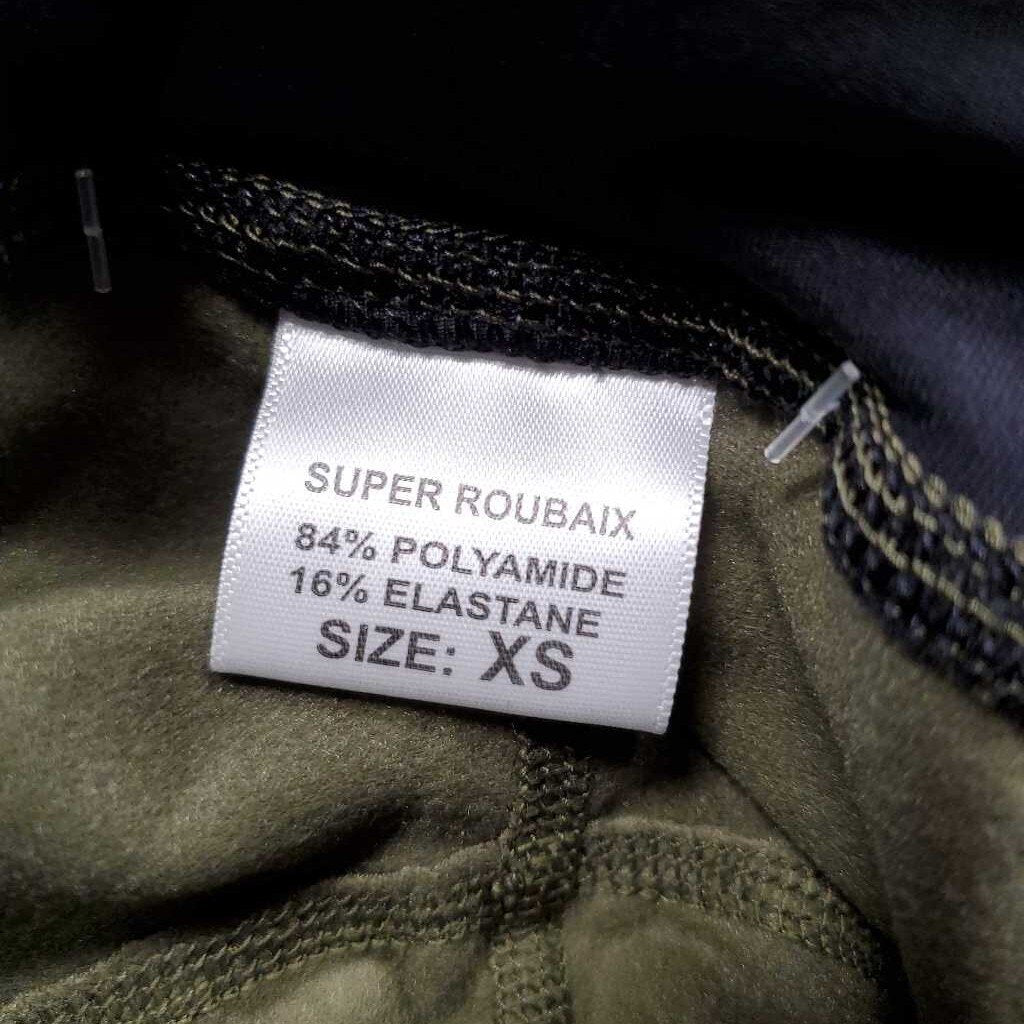 SUPER ROUBAIX
84% POLYAMIDE
16% ELASTANE
SIZE: XS